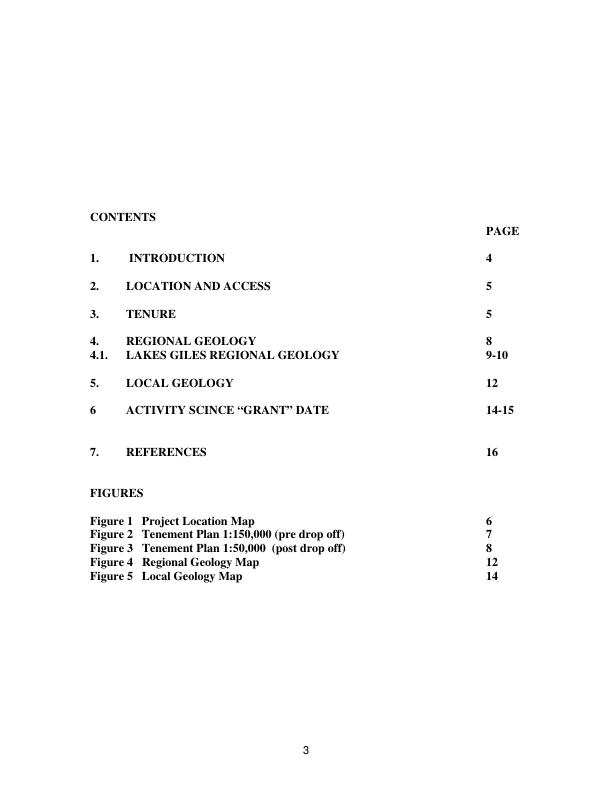 CONTENTS
PAGE
1. INTRODUCTION 4
2. LOCATION AND ACCESS 5
3. TENURE 5
4. REGIONAL GEOLOGY 8
4.1. LAKES GILES REGIONAL GEOLOGY 9-10
5. LOCAL GEOLOGY 12
6 ACTIVITY SCINCE “GRANT” DATE 14-15
7. REFERENCES 16
FIGURES
Figure 1 Project Location Map 6
Figure 2 Tenement Plan 1:150,000 (pre drop off) 7
Figure 3 Tenement Plan 1:50,000 (post drop off) 8
Figure 4 Regional Geology Map 12
Figure 5 Local Geology Map 14
3